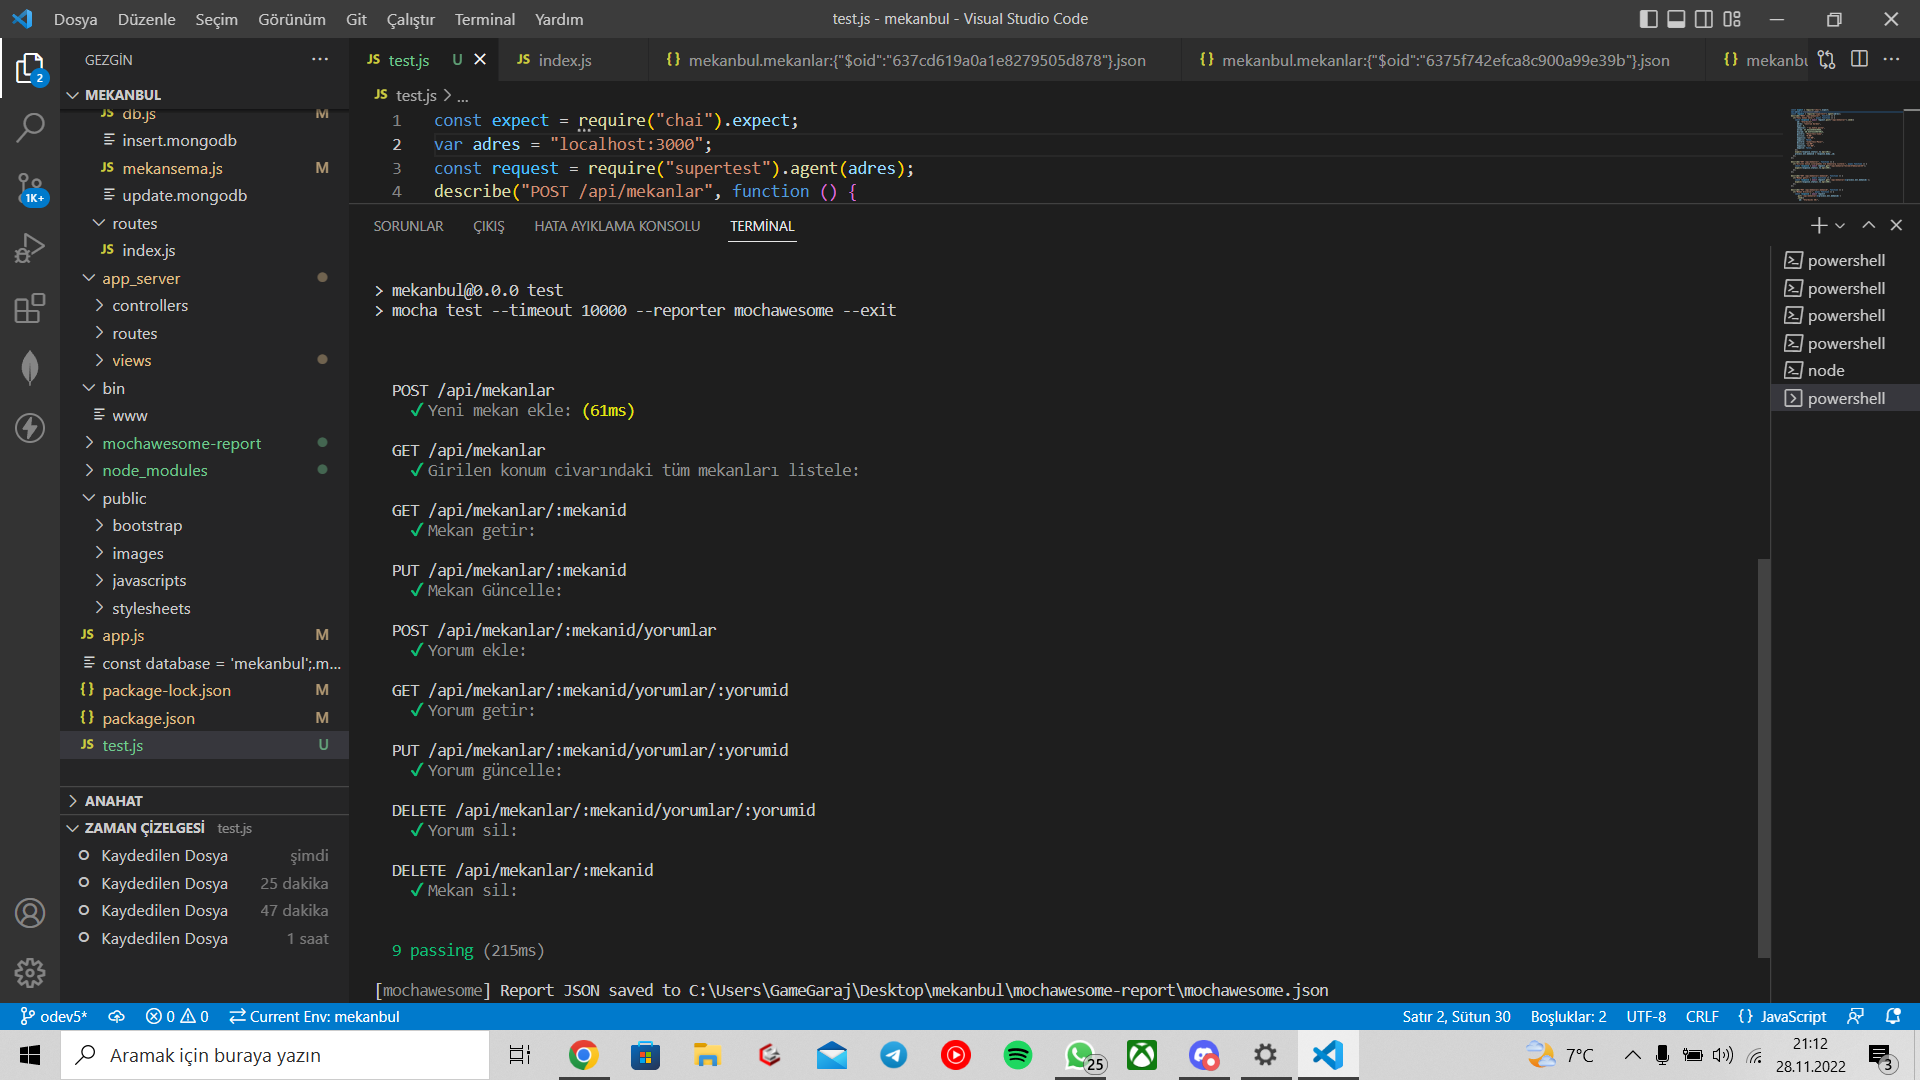 Dosya Düzenle Seçim Görünüm Git Çalıştır Terminal Yardım
test.js - mekanbul - Visual Studio Code
GEZGİN
MEKANBUL
db.js M
insert.mongodb
mekansema.js M
update.mongodb
routes
index.js
app_server
controllers
routes
views
bin
www
mochawesome-report
node_modules
public
bootstrap
images
javascripts
stylesheets
app.js M
const database = 'mekanbul';.m...
package-lock.json M
package.json M
test.js U
ANAHAT
ZAMAN ÇİZELGESİ test.js
Kaydedilen Dosya şimdi
Kaydedilen Dosya 25 dakika
Kaydedilen Dosya 47 dakika
Kaydedilen Dosya 1 saat
2
1K+
JS test.js U
JS index.js
{} mekanbul.mekanlar:{"$oid":"637cd619a0a1e8279505d878"}.json
{} mekanbul.mekanlar:{"$oid":"6375f742efca8c900a99e39b"}.json
{} mekanbu
JS test.js > ...
1 const expect = require("chai").expect;
2 var adres = "localhost:3000";
3 const request = require("supertest").agent(adres);
4 describe("POST /api/mekanlar", function () {
SORUNLAR ÇIKIŞ HATA AYIKLAMA KONSOLU TERMİNAL
> mekanbul@0.0.0 test
> mocha test --timeout 10000 --reporter mochawesome --exit
POST /api/mekanlar
✓ Yeni mekan ekle: (61ms)
GET /api/mekanlar
✓ Girilen konum civarındaki tüm mekanları listele:
GET /api/mekanlar/:mekanid
✓ Mekan getir:
PUT /api/mekanlar/:mekanid
✓ Mekan Güncelle:
POST /api/mekanlar/:mekanid/yorumlar
✓ Yorum ekle:
GET /api/mekanlar/:mekanid/yorumlar/:yorumid
✓ Yorum getir:
PUT /api/mekanlar/:mekanid/yorumlar/:yorumid
✓ Yorum güncelle:
DELETE /api/mekanlar/:mekanid/yorumlar/:yorumid
✓ Yorum sil:
DELETE /api/mekanlar/:mekanid
✓ Mekan sil:
9 passing (215ms)
[mochawesome] Report JSON saved to C:\Users\GameGaraj\Desktop\mekanbul\mochawesome-report\mochawesome.json
powershell
powershell
powershell
powershell
node
powershell
odev5* 0 0 Current Env: mekanbul
Satır 2, Sütun 30 Boşluklar: 2 UTF-8 CRLF {} JavaScript
Aramak için buraya yazın
25
7°C
21:12
28.11.2022
3